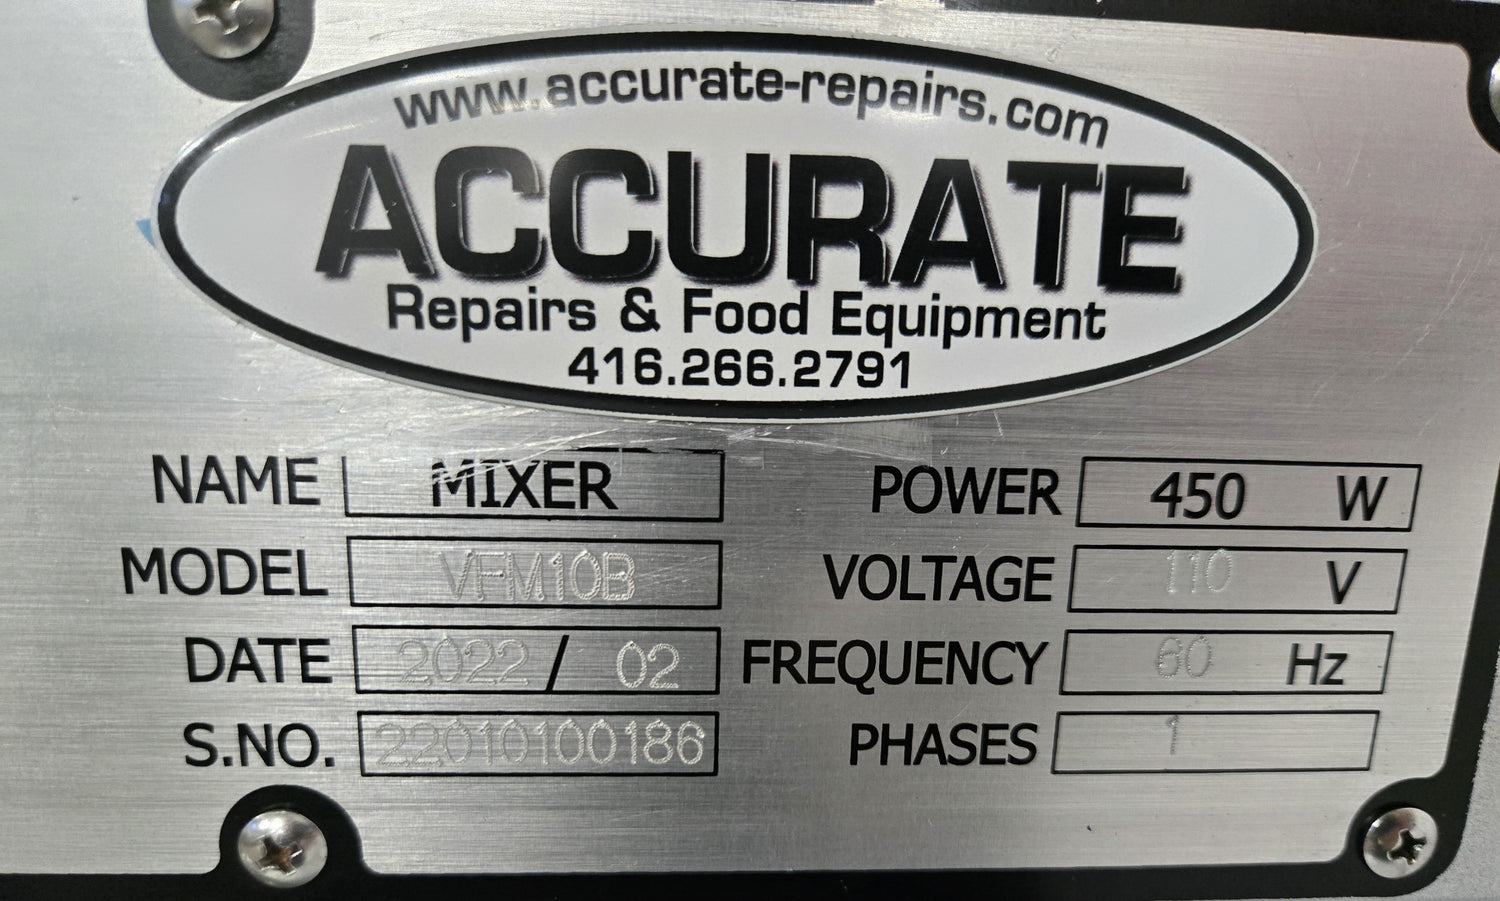 www.accurate-repairs.com
ACCURATE
Repairs & Food Equipment
416.266.2791
NAME MIXER
POWER 450 W
MODEL VFM10B
VOLTAGE 110 V
DATE 2022 / 02
FREQUENCY 60 Hz
S.NO. 22010100186
PHASES 1